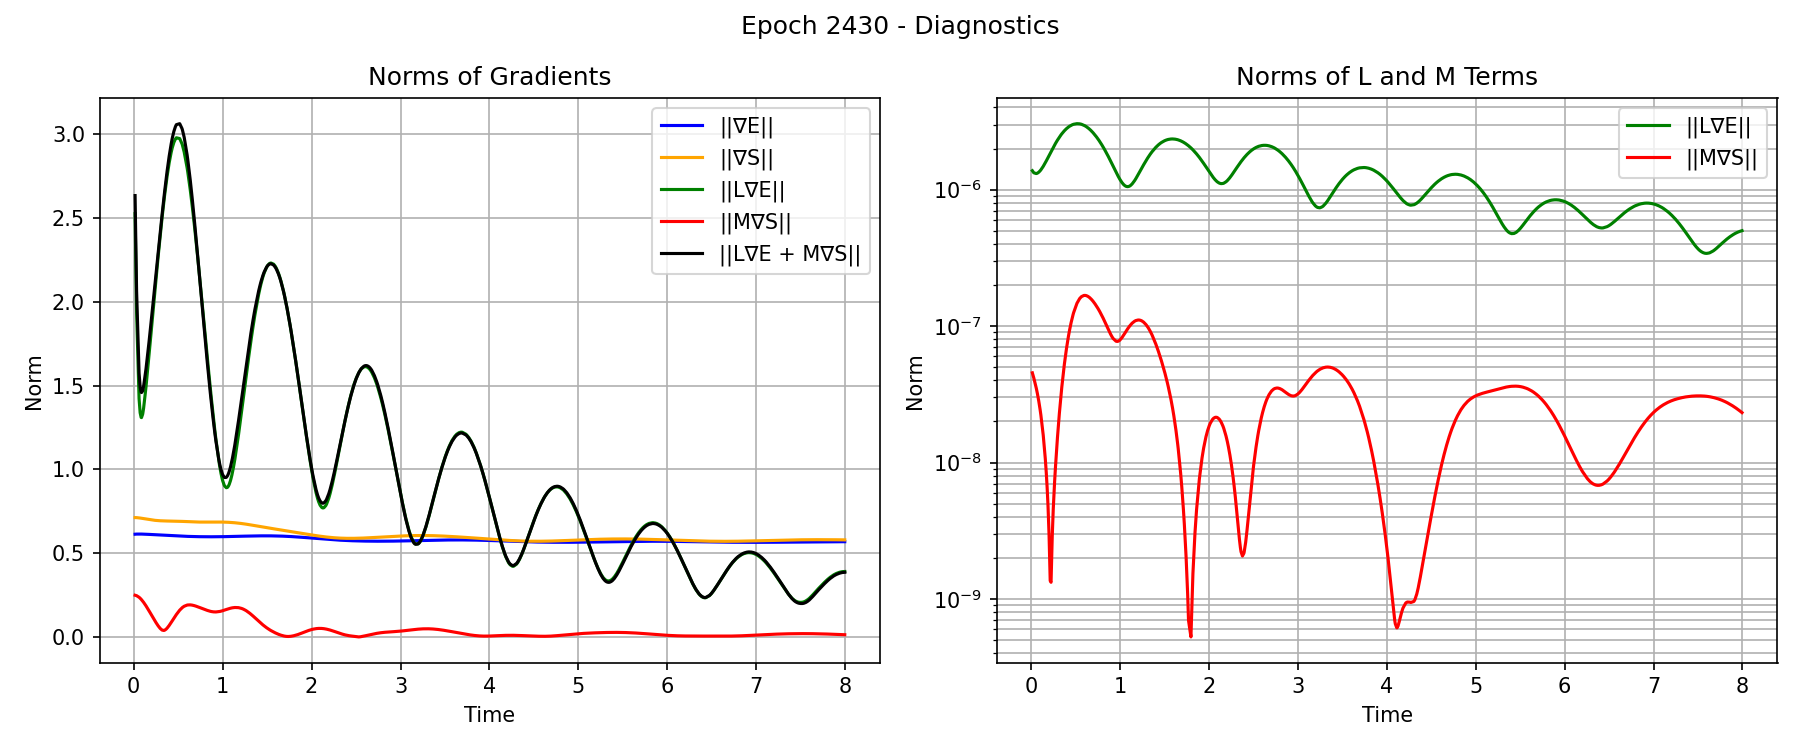 Epoch 2430 - Diagnostics
Norms of Gradients
Norm
3.0
2.5
2.0
1.5
1.0
0.5
0.0
||∇E||
||∇S||
||L∇E||
||M∇S||
||L∇E + M∇S||
0 1 2 3 4 5 6 7 8
Time
Norms of L and M Terms
Norm
10⁻⁶
10⁻⁷
10⁻⁸
10⁻⁹
||L∇E||
||M∇S||
0 1 2 3 4 5 6 7 8
Time